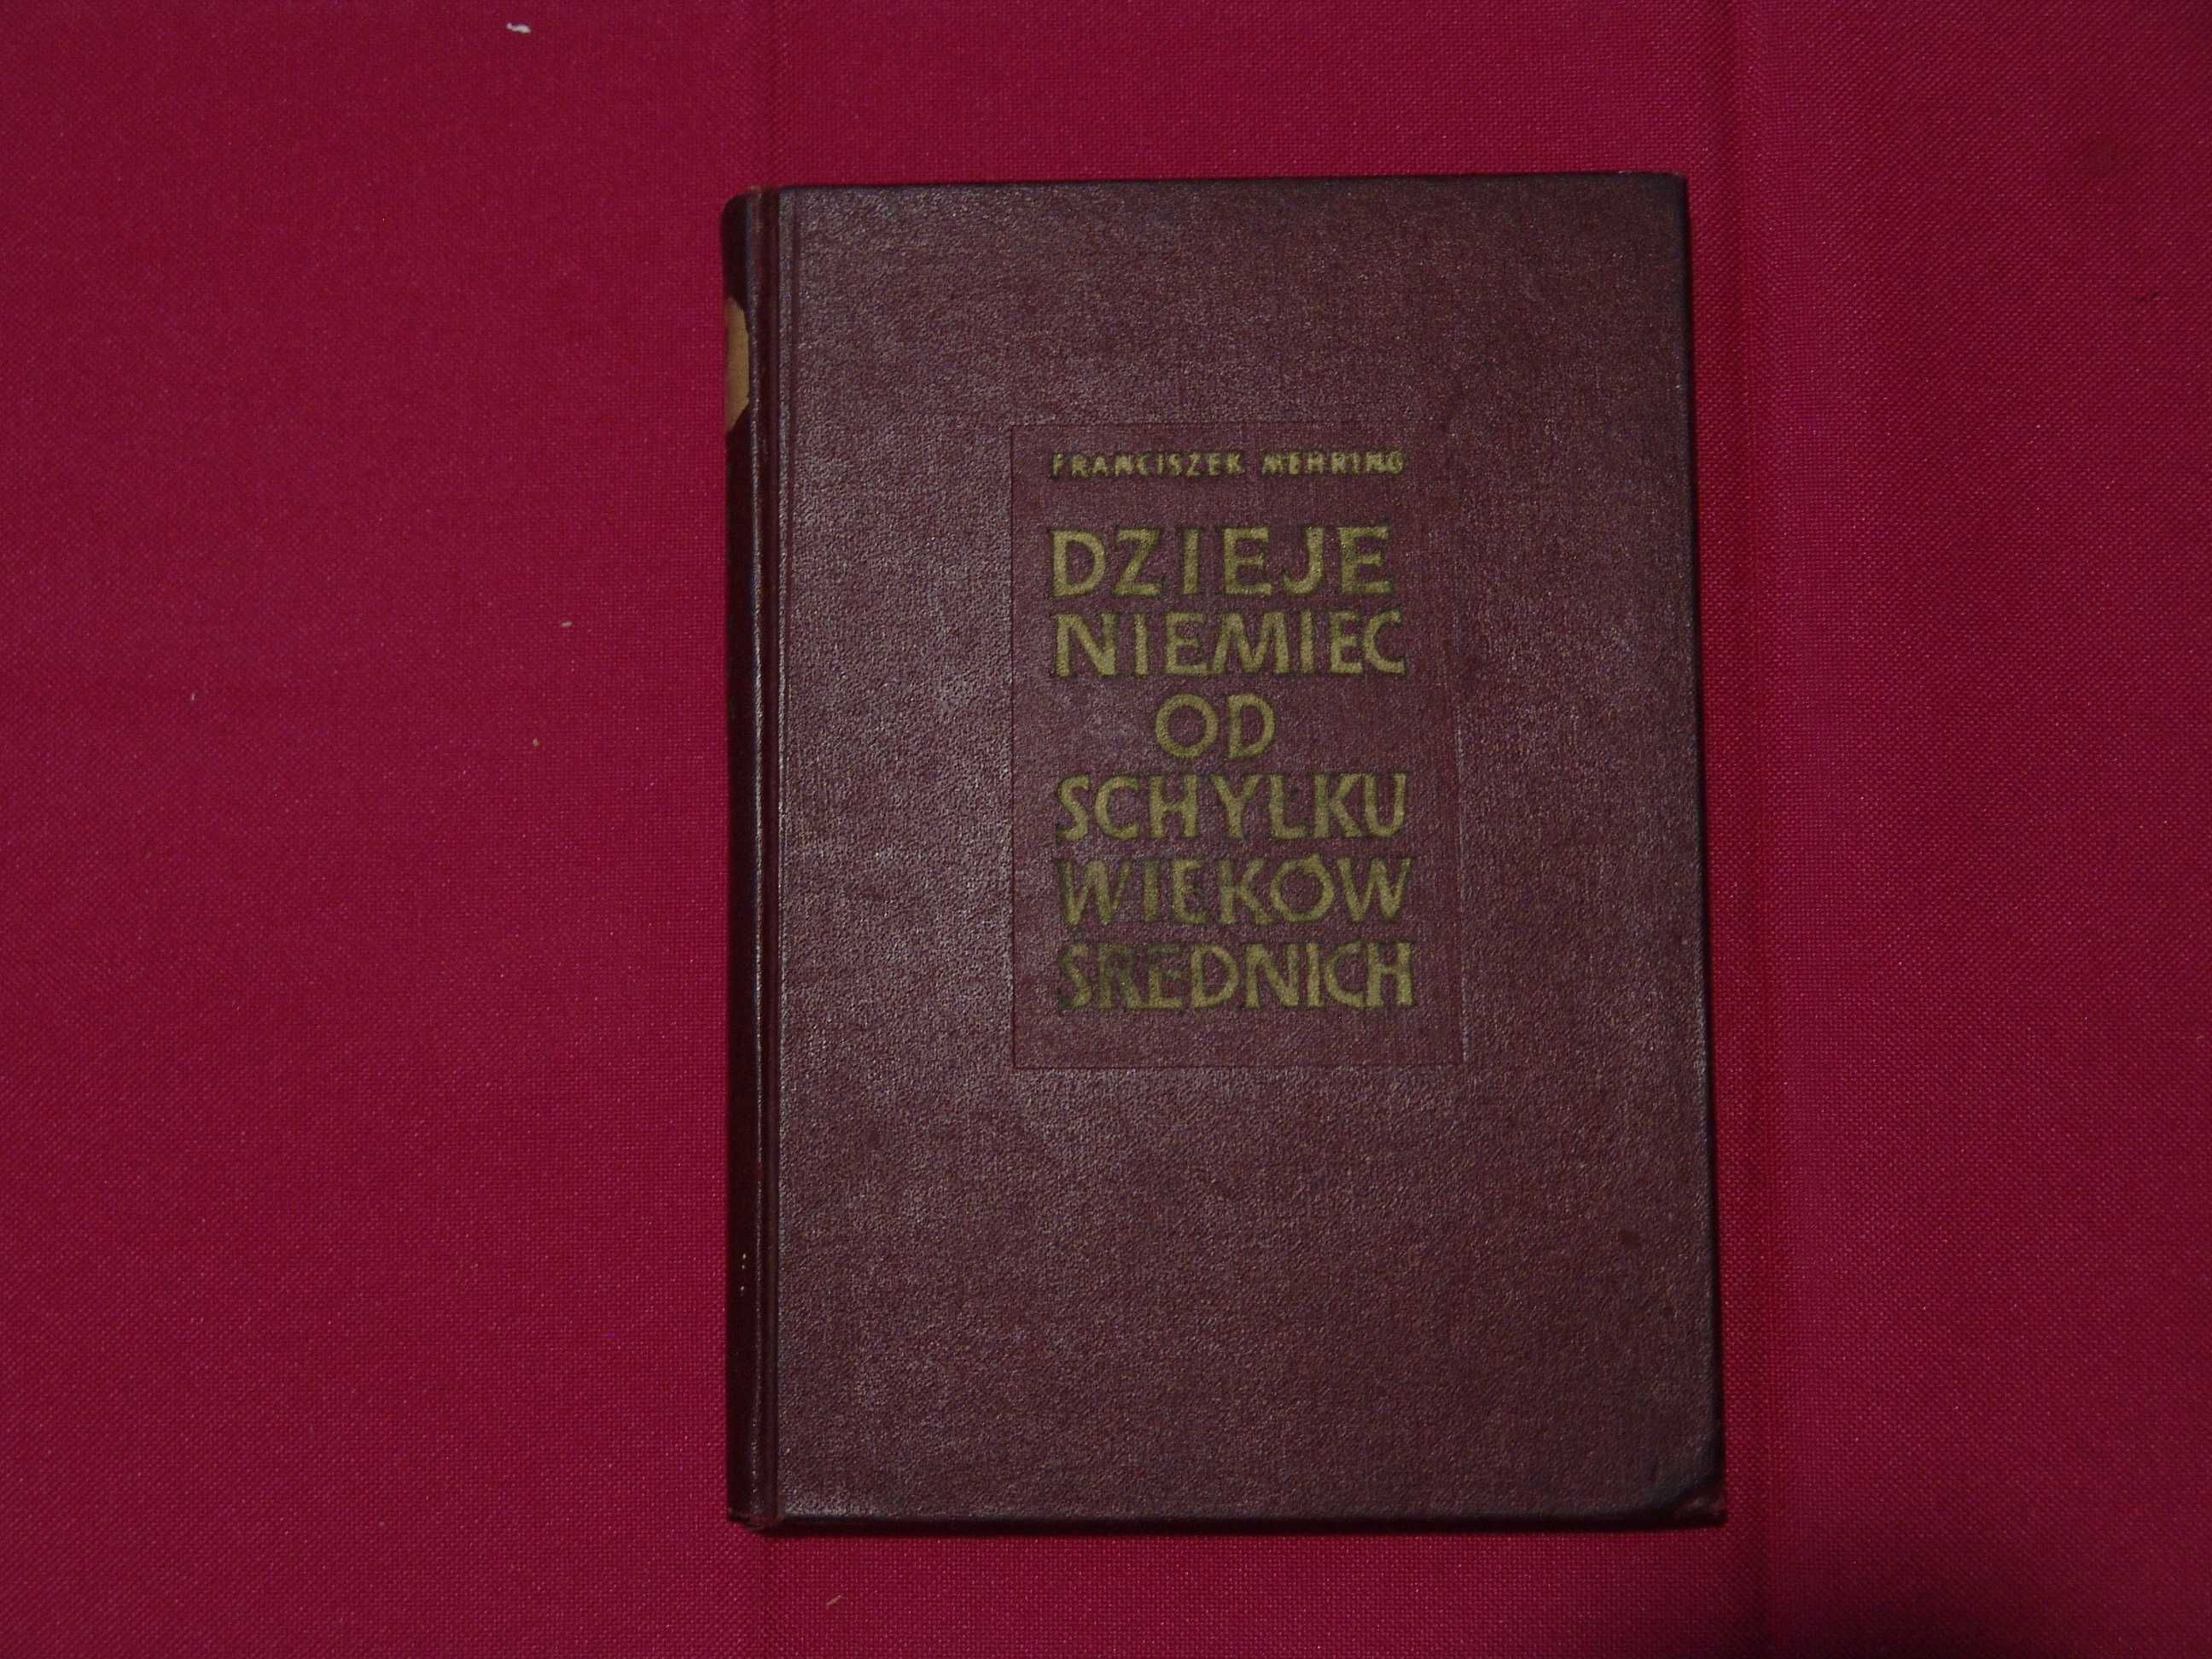 FRANCISZEK MEHRING
DZIEJE
NIEMIEC
OD
SCHYŁKU
WIEKÓW
ŚREDNICH